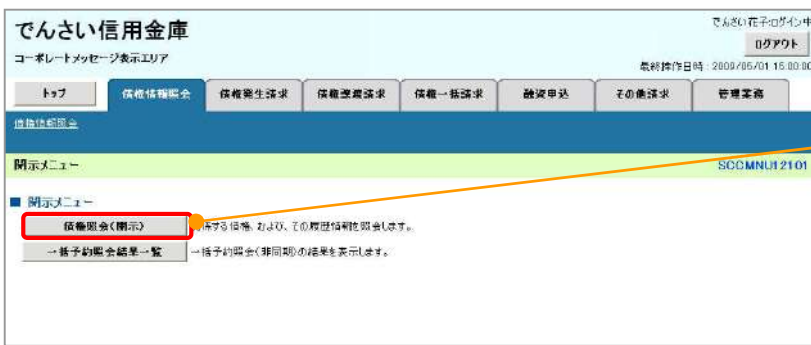 でんさい信用金庫
でんさい花子:ログイン中
ログアウト
コーポレートメッセージ表示エリア
最終操作日時:2009/05/01 15:00:00
トップ 債権情報照会 債権発生請求 債権譲渡請求 債権一括請求 融資申込 その他請求 管理業務
債権情報照会
開示メニュー SCCMNU12101
■ 開示メニュー
債権照会(開示) 係する債権、および、その履歴情報を照会します。
一括予約照会結果一覧 一括予約照会(非同期)の結果を表示します。